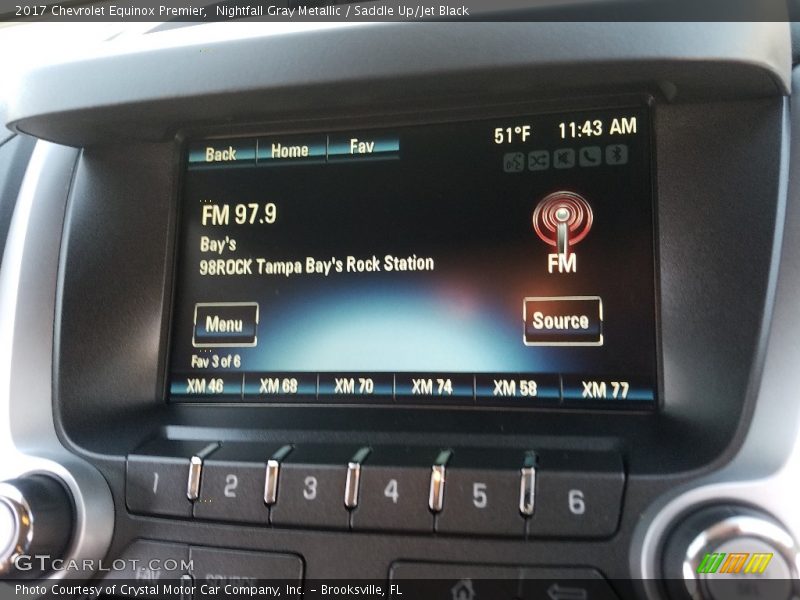 2017 Chevrolet Equinox Premier,  Nightfall Gray Metallic / Saddle Up/Jet Black
51°F 11:43 AM
Back Home Fav
FM 97.9
Bay's
98ROCK Tampa Bay's Rock Station
FM
Menu Source
Fav 3 of 6
XM 46 XM 68 XM 70 XM 74 XM 58 XM 77
1 2 3 4 5 6
FAV
GTCARLOT.COM
Photo Courtesy of Crystal Motor Car Company, Inc. – Brooksville, FL